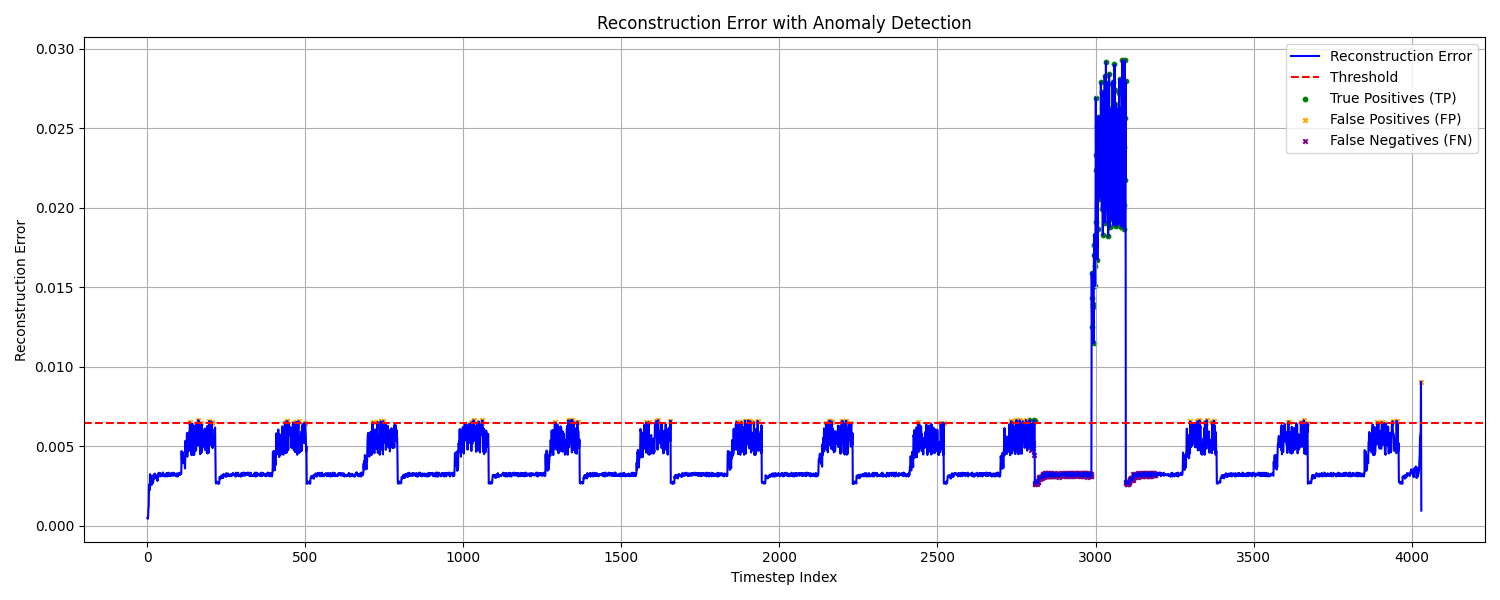 Reconstruction Error with Anomaly Detection
Reconstruction Error
0.030
0.025
0.020
0.015
0.010
0.005
0.000
Reconstruction Error
Threshold
True Positives (TP)
False Positives (FP)
False Negatives (FN)
0 500 1000 1500 2000 2500 3000 3500 4000
Timestep Index